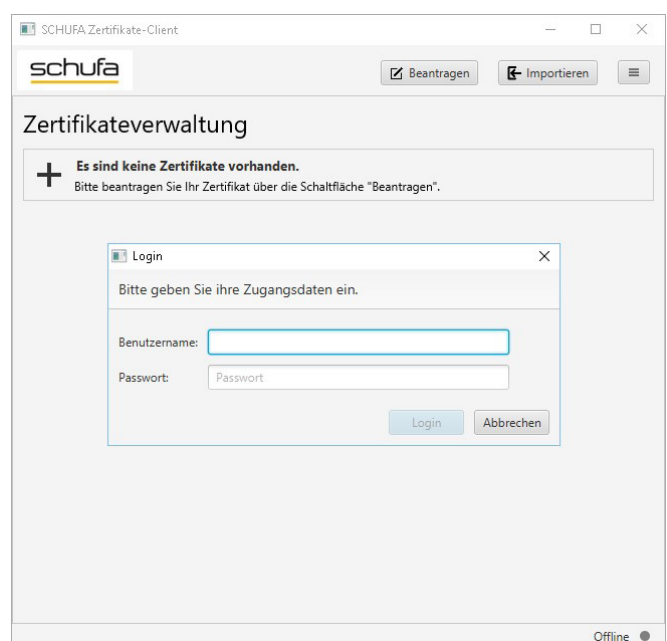 SCHUFA Zertifikate-Client
schufa
Beantragen
Importieren
Zertifikateverwaltung
Es sind keine Zertifikate vorhanden.
Bitte beantragen Sie Ihr Zertifikat über die Schaltfläche "Beantragen".
Login
Bitte geben Sie ihre Zugangsdaten ein.
Benutzername:
Passwort: Passwort
Login Abbrechen
Offline